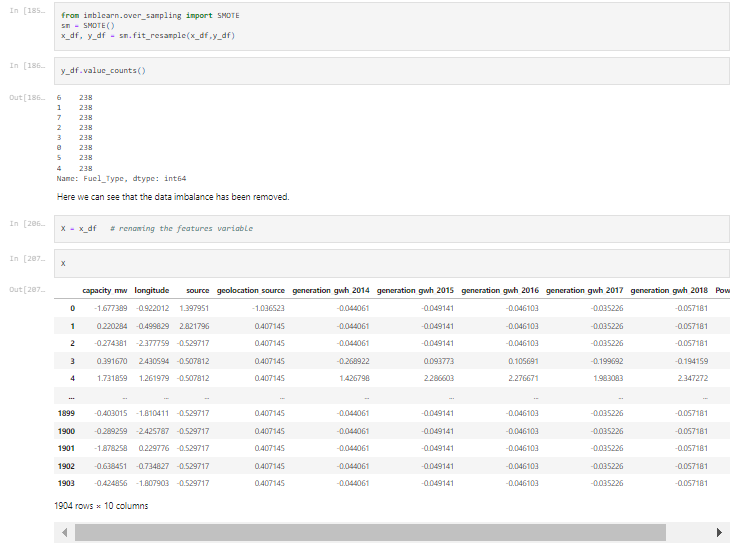 In [185…
from imblearn.over_sampling import SMOTE
sm = SMOTE()
x_df, y_df = sm.fit_resample(x_df,y_df)
In [186…
y_df.value_counts()
Out[186…
6 238
1 238
7 238
2 238
3 238
0 238
5 238
4 238
Name: Fuel_Type, dtype: int64
Here we can see that the data imbalance has been removed.
In [206…
X = x_df # renaming the features variable
In [207…
X
Out[207…
capacity mw longitude source geolocation source generation gwh 2014 generation gwh 2015 generation gwh 2016 generation gwh 2017 generation gwh 2018 Pow
0 -1.677389 -0.922012 1.397951 -1.036523 -0.044061 -0.049141 -0.046103 -0.035226 -0.057181
1 0.220284 -0.499829 2.821796 0.407145 -0.044061 -0.049141 -0.046103 -0.035226 -0.057181
2 -0.274381 -2.377759 -0.529717 0.407145 -0.044061 -0.049141 -0.046103 -0.035226 -0.057181
3 0.391670 2.430594 -0.507812 0.407145 -0.268922 0.093773 0.105691 -0.199692 -0.194159
4 1.731859 1.261979 -0.507812 0.407145 1.426798 2.286603 2.276671 1.983083 2.347272
... ... ... ... ... ... ... ... ... ...
1899 -0.403015 -1.810411 -0.529717 0.407145 -0.044061 -0.049141 -0.046103 -0.035226 -0.057181
1900 -0.289259 -2.425787 -0.529717 0.407145 -0.044061 -0.049141 -0.046103 -0.035226 -0.057181
1901 -1.878258 0.229776 -0.529717 0.407145 -0.044061 -0.049141 -0.046103 -0.035226 -0.057181
1902 -0.638451 -0.734827 -0.529717 0.407145 -0.044061 -0.049141 -0.046103 -0.035226 -0.057181
1903 -0.424856 -1.807903 -0.529717 0.407145 -0.044061 -0.049141 -0.046103 -0.035226 -0.057181
1904 rows × 10 columns